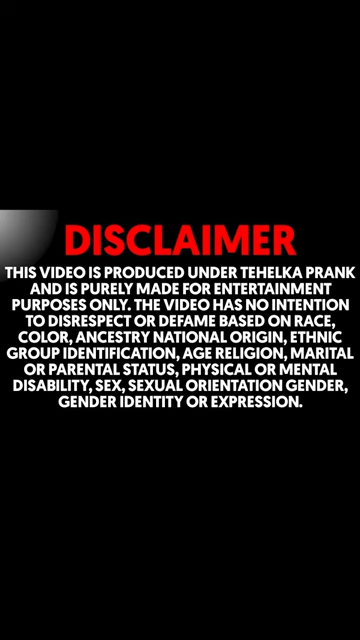 DISCLAIMER
THIS VIDEO IS PRODUCED UNDER TEHELKA PRANK
AND IS PURELY MADE FOR ENTERTAINMENT
PURPOSES ONLY. THE VIDEO HAS NO INTENTION
TO DISRESPECT OR DEFAME BASED ON RACE,
COLOR, ANCESTRY NATIONAL ORIGIN, ETHNIC
GROUP IDENTIFICATION, AGE RELIGION, MARITAL
OR PARENTAL STATUS, PHYSICAL OR MENTAL
DISABILITY, SEX, SEXUAL ORIENTATION GENDER,
GENDER IDENTITY OR EXPRESSION.